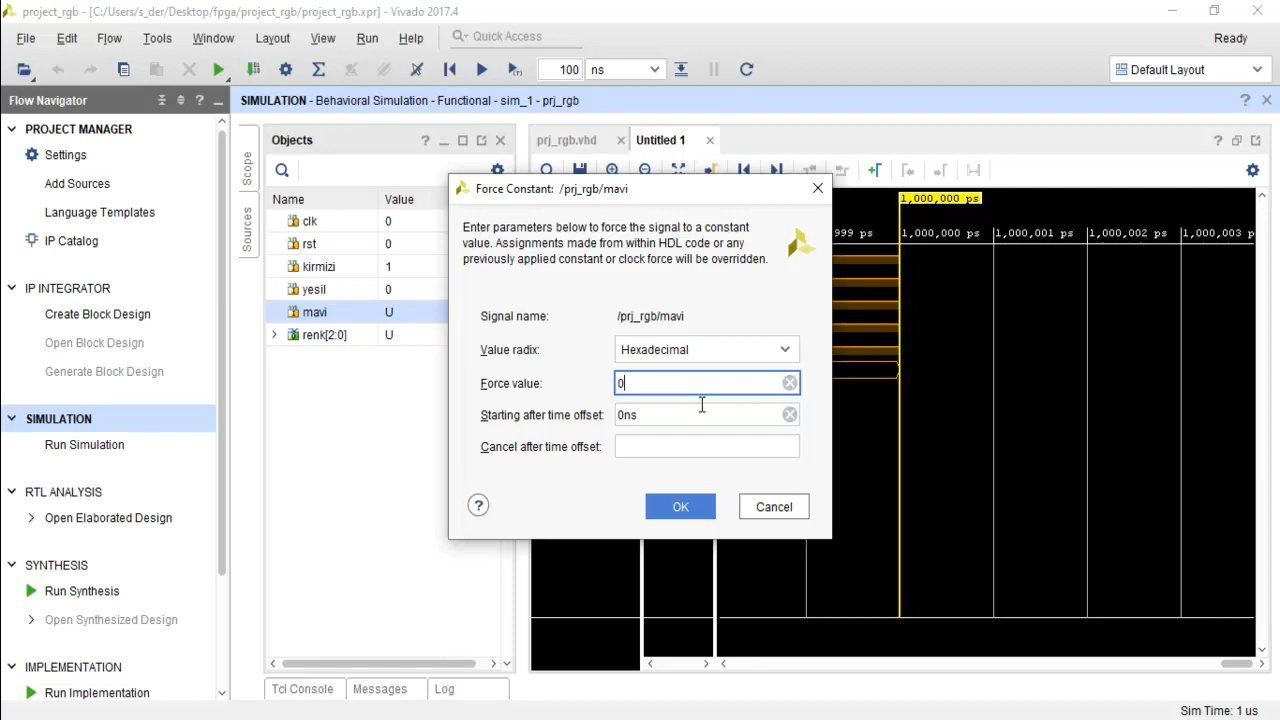 project_rgb - [C:/Users/s_der/Desktop/fpga/project_rgb/project_rgb.xpr] - Vivado 2017.4
File Edit Flow Tools Window Layout View Run Help Quick Access Ready
100 ns Default Layout
Flow Navigator
SIMULATION - Behavioral Simulation - Functional - sim_1 - prj_rgb
PROJECT MANAGER
Settings
Add Sources
Language Templates
IP Catalog
IP INTEGRATOR
Create Block Design
Open Block Design
Generate Block Design
SIMULATION
Run Simulation
RTL ANALYSIS
Open Elaborated Design
SYNTHESIS
Run Synthesis
Open Synthesized Design
IMPLEMENTATION
Run Implementation
Scope
Sources
Objects
Name Value
clk 0
rst 0
kirmizi 1
yesil 0
mavi U
renk[2:0] U
prj_rgb.vhd Untitled 1
1,000,000 ps
999 ps 1,000,000 ps 1,000,001 ps 1,000,002 ps 1,000,003 p
Force Constant: /prj_rgb/mavi
Enter parameters below to force the signal to a constant
value. Assignments made from within HDL code or any
previously applied constant or clock force will be overridden.
Signal name: /prj_rgb/mavi
Value radix: Hexadecimal
Force value: 0
Starting after time offset: 0ns
Cancel after time offset:
OK Cancel
Tcl Console Messages Log
Sim Time: 1 us